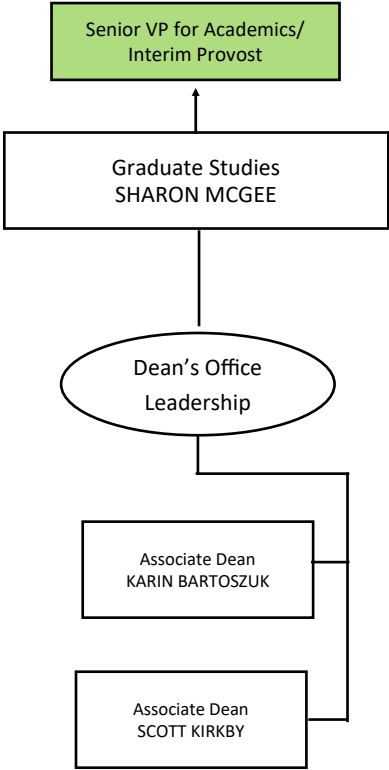 Senior VP for Academics/
Interim Provost
Graduate Studies
SHARON MCGEE
Dean’s Office
Leadership
Associate Dean
KARIN BARTOSZUK
Associate Dean
SCOTT KIRKBY